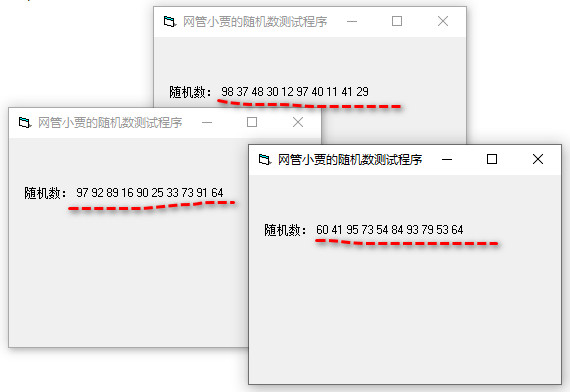 网管小贾的随机数测试程序
随机数： 98 37 48 30 12 97 40 11 41 29
网管小贾的随机数测试程序
随机数： 97 92 89 16 90 25 33 73 91 64
网管小贾的随机数测试程序
随机数： 60 41 95 73 54 84 93 79 53 64